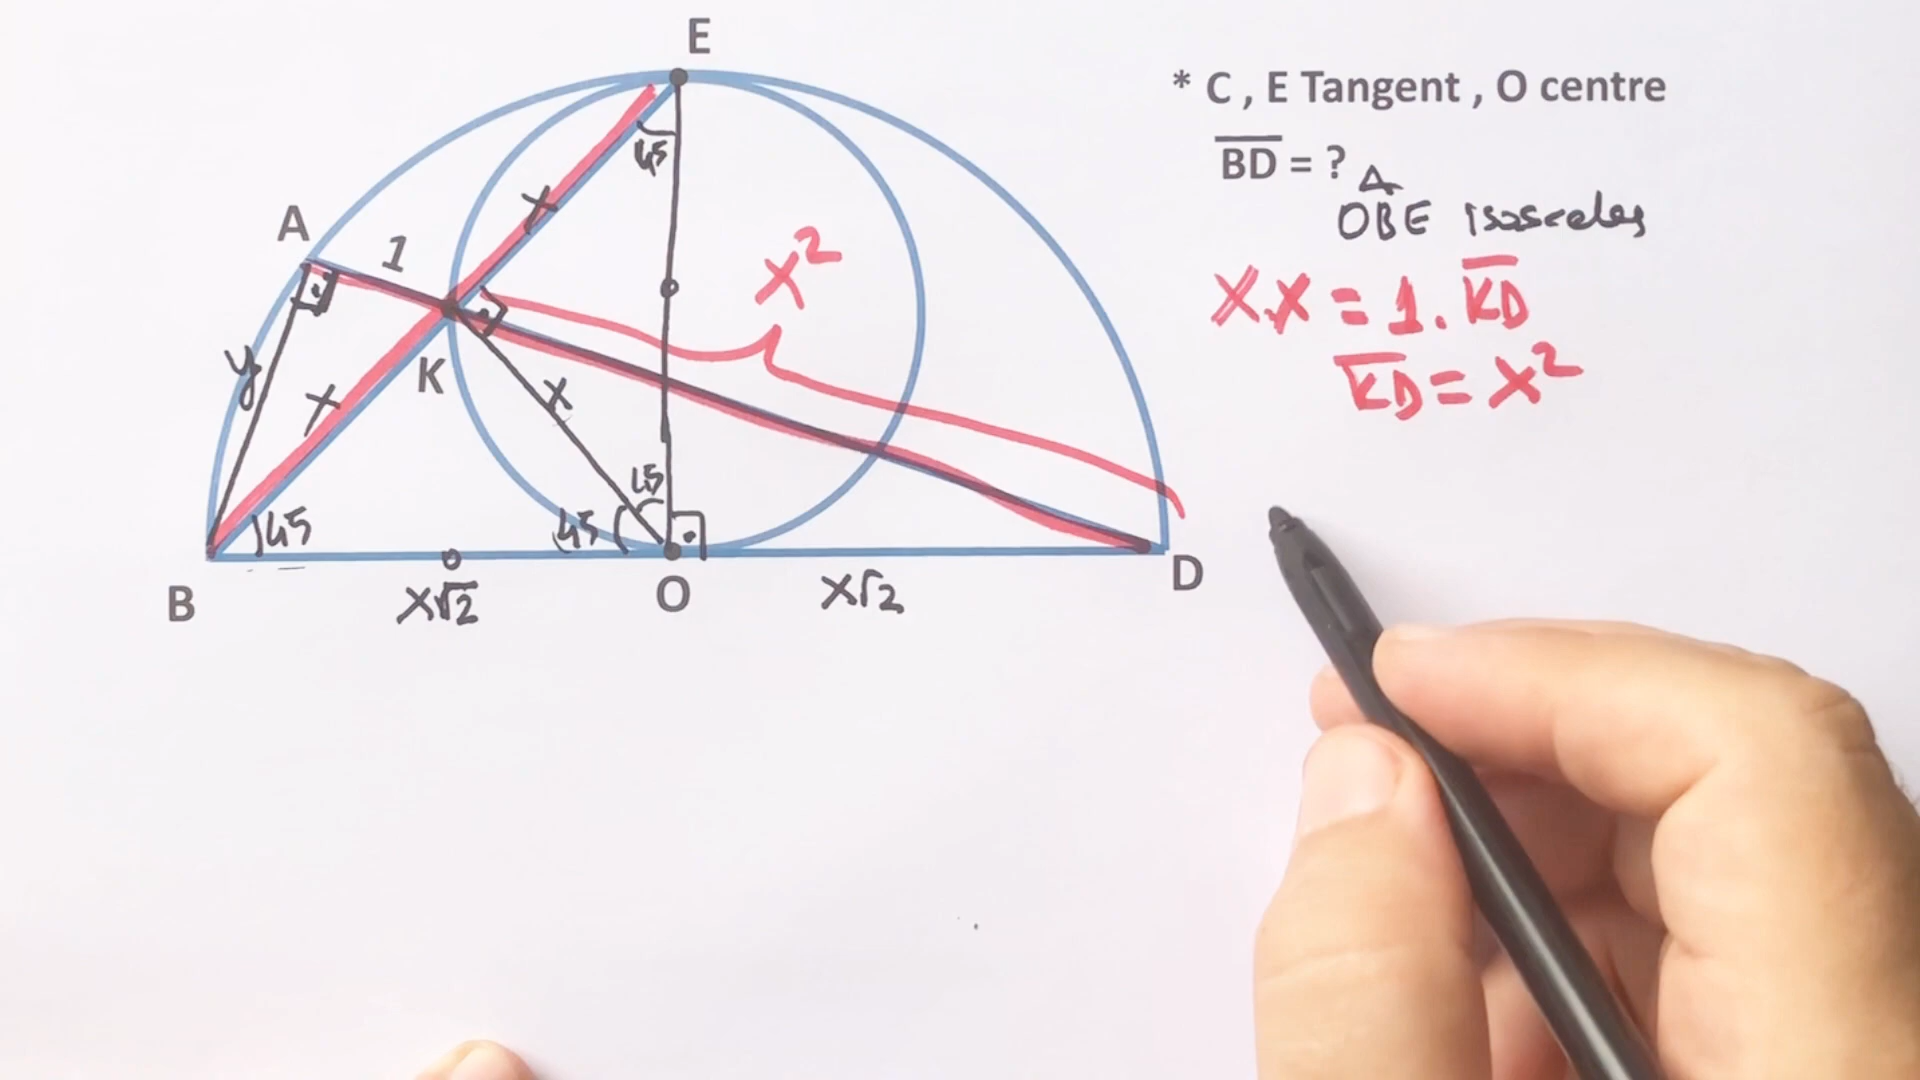 E
* C , E Tangent , O centre
BD = ?
OBE isosceles
45
x
x²
A
1
X.X = 1. KD
KD = X²
y
K
x
x
45
45
45
B
x√2
O
x√2
D